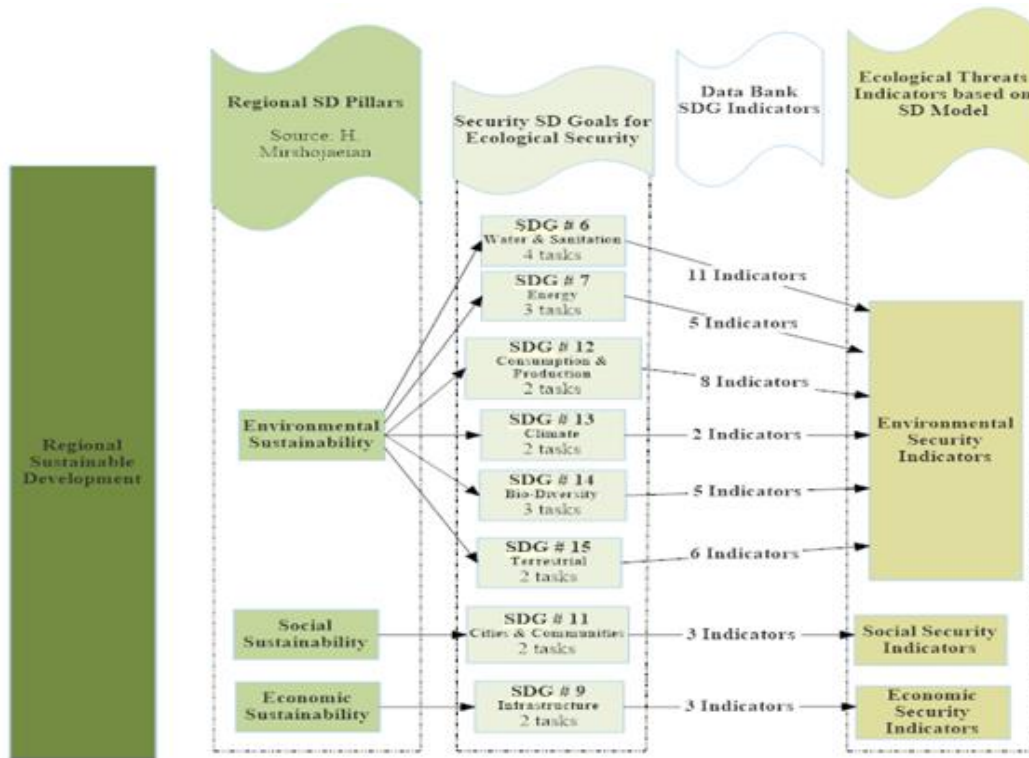 Regional SD Pillars
Source: H.
Mirshojaeian
Security SD Goals for
Ecological Security
Data Bank
SDG Indicators
Ecological Threats
Indicators based on
SD Model
Regional
Sustainable
Development
Environmental
Sustainability
Social
Sustainability
Economic
Sustainability
SDG # 6
Water & Sanitation
4 tasks
SDG # 7
Energy
3 tasks
SDG # 12
Consumption &
Production
2 tasks
SDG # 13
Climate
2 tasks
SDG # 14
Bio-Diversity
3 tasks
SDG # 15
Terrestrial
2 tasks
SDG # 11
Cities & Communities
2 tasks
SDG # 9
Infrastructure
2 tasks
11 Indicators
5 Indicators
8 Indicators
2 Indicators
5 Indicators
6 Indicators
3 Indicators
3 Indicators
Environmental
Security
Indicators
Social Security
Indicators
Economic
Security
Indicators